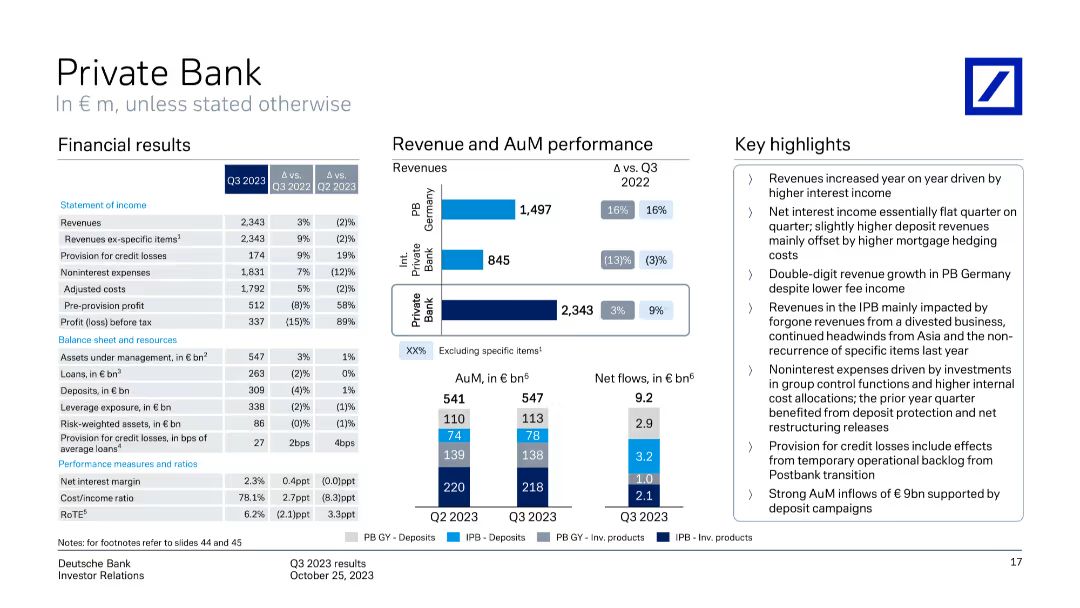 Private Bank
In € m, unless stated otherwise
Financial results
Q3 2023 Δ vs. Q3 2022 Δ vs. Q2 2023
Statement of income
Revenues 2,343 3% (2)%
Revenues ex-specific items1 2,343 9% (2)%
Provision for credit losses 174 9% 19%
Noninterest expenses 1,831 7% (12)%
Adjusted costs 1,792 5% (2)%
Pre-provision profit 512 (8)% 58%
Profit (loss) before tax 337 (15)% 89%
Balance sheet and resources
Assets under management, in € bn2 547 3% 1%
Loans, in € bn3 263 (2)% 0%
Deposits, in € bn 309 (4)% 1%
Leverage exposure, in € bn 338 (2)% (1)%
Risk-weighted assets, in € bn 86 (0)% (1)%
Provision for credit losses, in bps of
average loans4 27 2bps 4bps
Performance measures and ratios
Net interest margin 2.3% 0.4ppt (0.0)ppt
Cost/income ratio 78.1% 2.7ppt (8.3)ppt
RoTE5 6.2% (2.1)ppt 3.3ppt
Notes: for footnotes refer to slides 44 and 45
Revenue and AuM performance
Revenues
Δ vs. Q3
2022
PB
Germany
1,497 16% 16%
Int.
Private
Bank
845 (13)% (3)%
Private
Bank
2,343 3% 9%
XX% Excluding specific items1
AuM, in € bn6
541 547
110 113
74 78
139 138
220 218
Q2 2023 Q3 2023
Net flows, in € bn6
9.2
2.9
3.2
1.0
2.1
Q3 2023
PB GY - Deposits IPB - Deposits PB GY - Inv. products IPB - Inv. products
Key highlights
〉 Revenues increased year on year driven by
higher interest income
〉 Net interest income essentially flat quarter on
quarter; slightly higher deposit revenues
mainly offset by higher mortgage hedging
costs
〉 Double-digit revenue growth in PB Germany
despite lower fee income
〉 Revenues in the IPB mainly impacted by
forgone revenues from a divested business,
continued headwinds from Asia and the non-
recurrence of specific items last year
〉 Noninterest expenses driven by investments
in group control functions and higher internal
cost allocations; the prior year quarter
benefited from deposit protection and net
restructuring releases
〉 Provision for credit losses include effects
from temporary operational backlog from
Postbank transition
〉 Strong AuM inflows of € 9bn supported by
deposit campaigns
Deutsche Bank
Investor Relations
Q3 2023 results
October 25, 2023
17